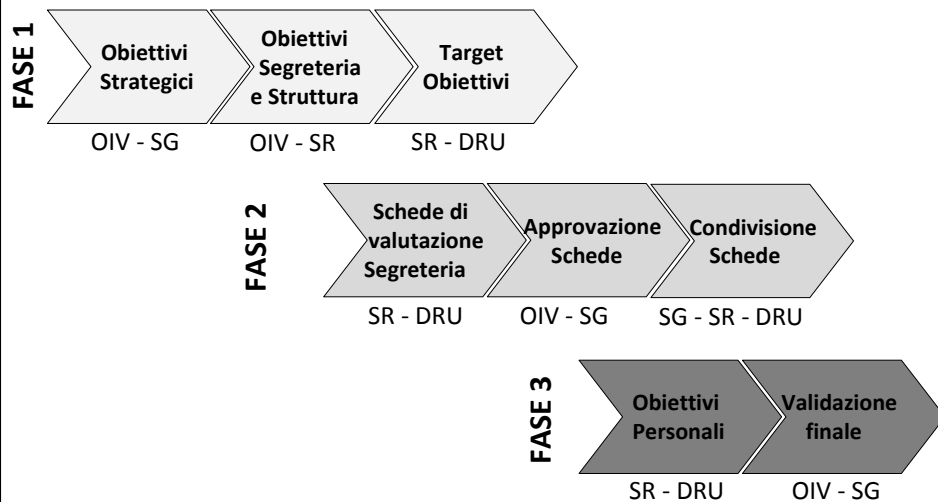 FASE 1
Obiettivi
Strategici
Obiettivi
Segreteria
e Struttura
Target
Obiettivi
OIV - SG
OIV - SR
SR - DRU
FASE 2
Schede di
valutazione
Segreteria
Approvazione
Schede
Condivisione
Schede
SR - DRU
OIV - SG
SG - SR - DRU
FASE 3
Obiettivi
Personali
Validazione
finale
SR - DRU
OIV - SG